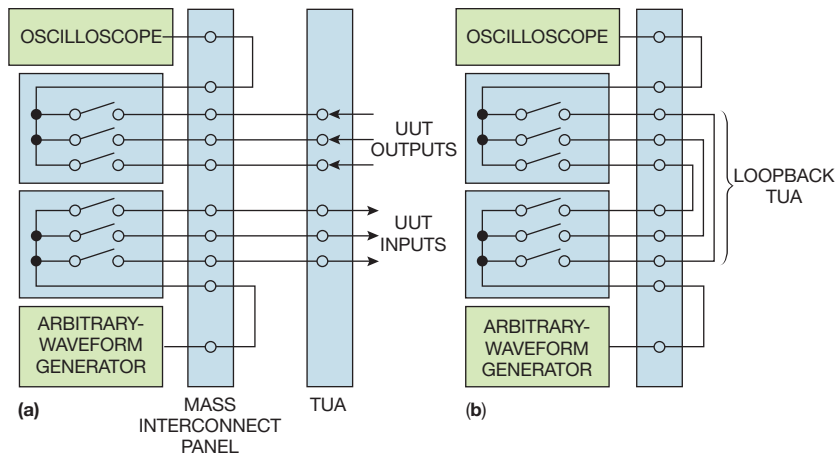 OSCILLOSCOPE
UUT
OUTPUTS
UUT
INPUTS
ARBITRARY-
WAVEFORM
GENERATOR
(a)
MASS
INTERCONNECT
PANEL
TUA
OSCILLOSCOPE
LOOPBACK
TUA
ARBITRARY-
WAVEFORM
GENERATOR
(b)